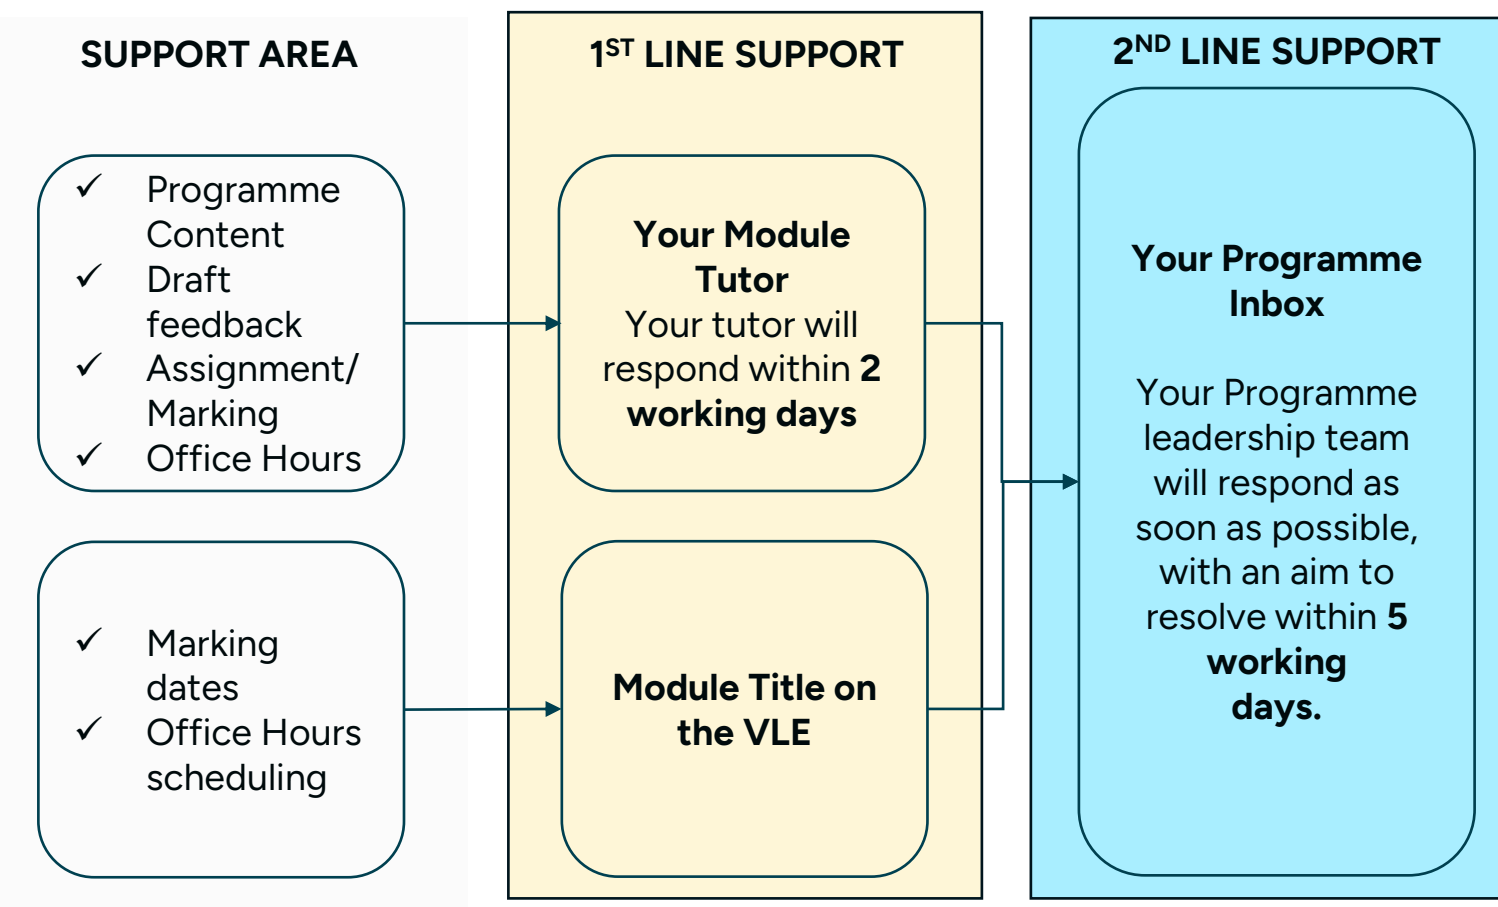 SUPPORT AREA
✓ Programme
Content
✓ Draft
feedback
✓ Assignment/
Marking
✓ Office Hours
✓ Marking
dates
✓ Office Hours
scheduling
1ST LINE SUPPORT
Your Module
Tutor
Your tutor will
respond within 2
working days
Module Title on
the VLE
2ND LINE SUPPORT
Your Programme
Inbox
Your Programme
leadership team
will respond as
soon as possible,
with an aim to
resolve within 5
working
days.